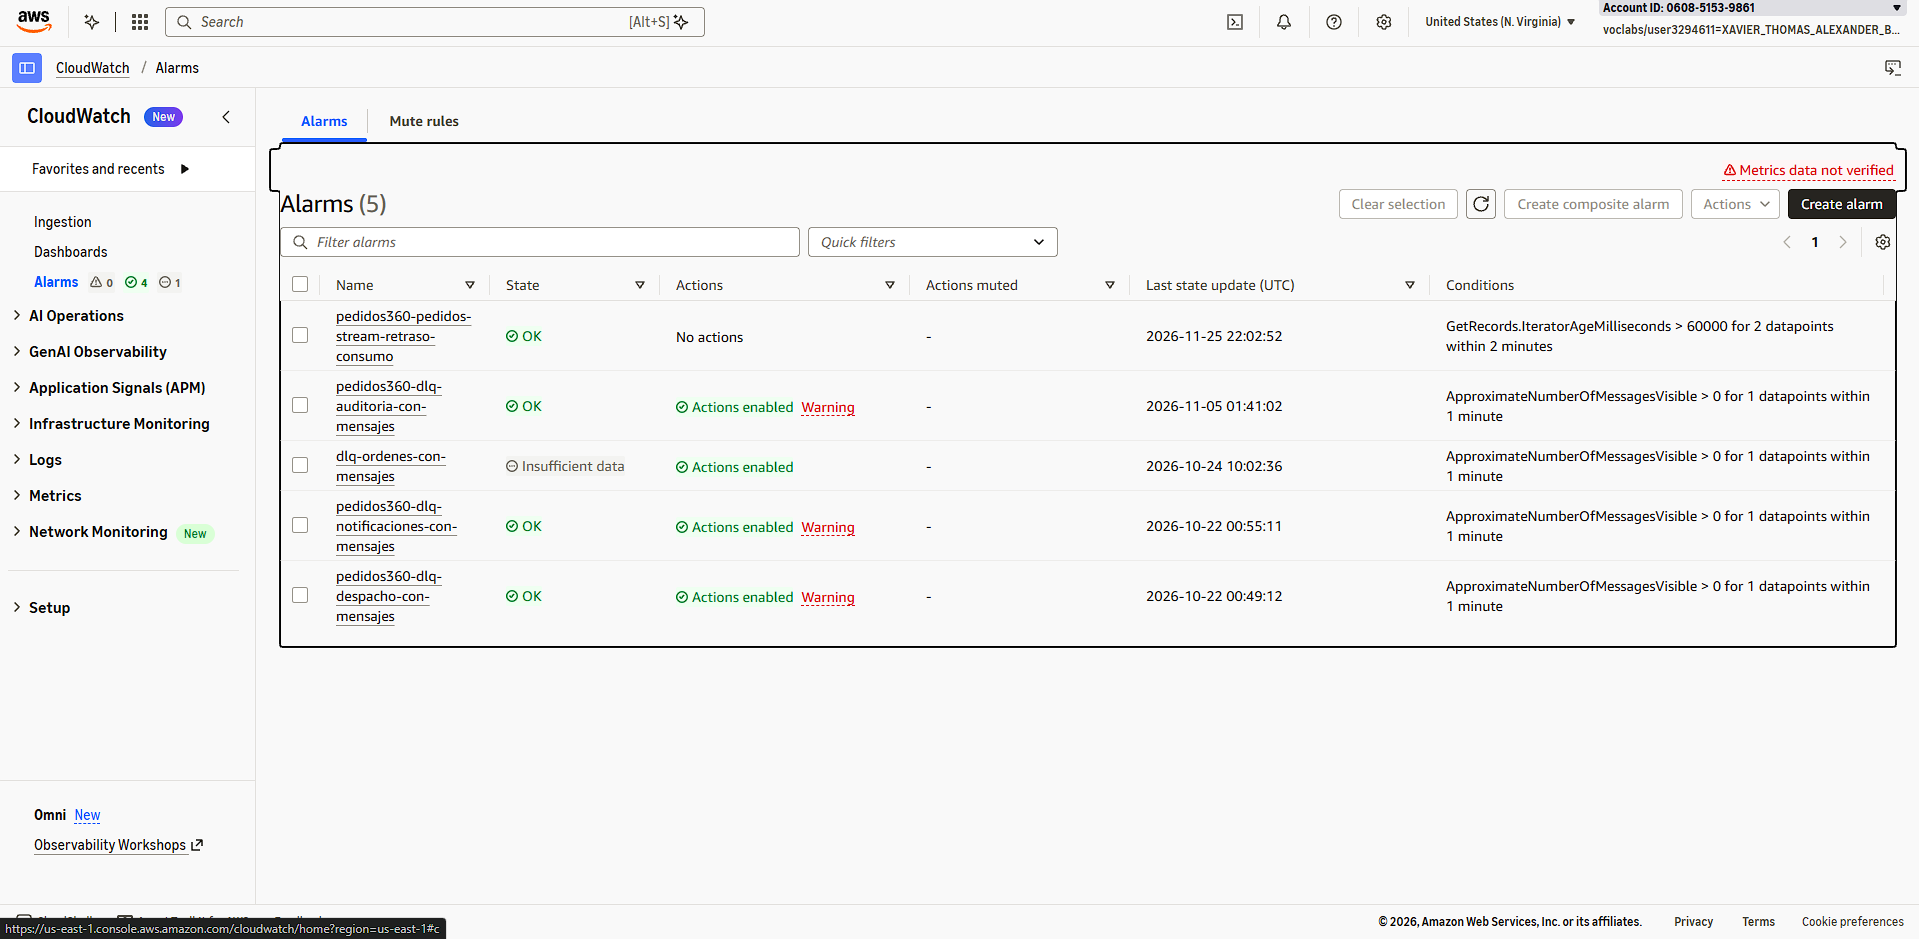 aws
Search
[Alt+S]
United States (N. Virginia)
Account ID: 0608-5153-9861
voclabs/user3294611=XAVIER_THOMAS_ALEXANDER_B...
CloudWatch / Alarms
CloudWatch New
Favorites and recents
Ingestion
Dashboards
Alarms 0 4 1
AI Operations
GenAI Observability
Application Signals (APM)
Infrastructure Monitoring
Logs
Metrics
Network Monitoring New
Setup
Omni New
Observability Workshops
Alarms
Mute rules
Metrics data not verified
Alarms (5)
Clear selection
Create composite alarm
Actions
Create alarm
Filter alarms
Quick filters
1
Name
State
Actions
Actions muted
Last state update (UTC)
Conditions
pedidos360-pedidos-
stream-retraso-
consumo
OK
No actions
-
2026-11-25 22:02:52
GetRecords.IteratorAgeMilliseconds > 60000 for 2 datapoints
within 2 minutes
pedidos360-dlq-
auditoria-con-
mensajes
OK
Actions enabled Warning
-
2026-11-05 01:41:02
ApproximateNumberOfMessagesVisible > 0 for 1 datapoints within
1 minute
dlq-ordenes-con-
mensajes
Insufficient data
Actions enabled
-
2026-10-24 10:02:36
ApproximateNumberOfMessagesVisible > 0 for 1 datapoints within
1 minute
pedidos360-dlq-
notificaciones-con-
mensajes
OK
Actions enabled Warning
-
2026-10-22 00:55:11
ApproximateNumberOfMessagesVisible > 0 for 1 datapoints within
1 minute
pedidos360-dlq-
despacho-con-
mensajes
OK
Actions enabled Warning
-
2026-10-22 00:49:12
ApproximateNumberOfMessagesVisible > 0 for 1 datapoints within
1 minute
https://us-east-1.console.aws.amazon.com/cloudwatch/home?region=us-east-1#c
© 2026, Amazon Web Services, Inc. or its affiliates.
Privacy
Terms
Cookie preferences